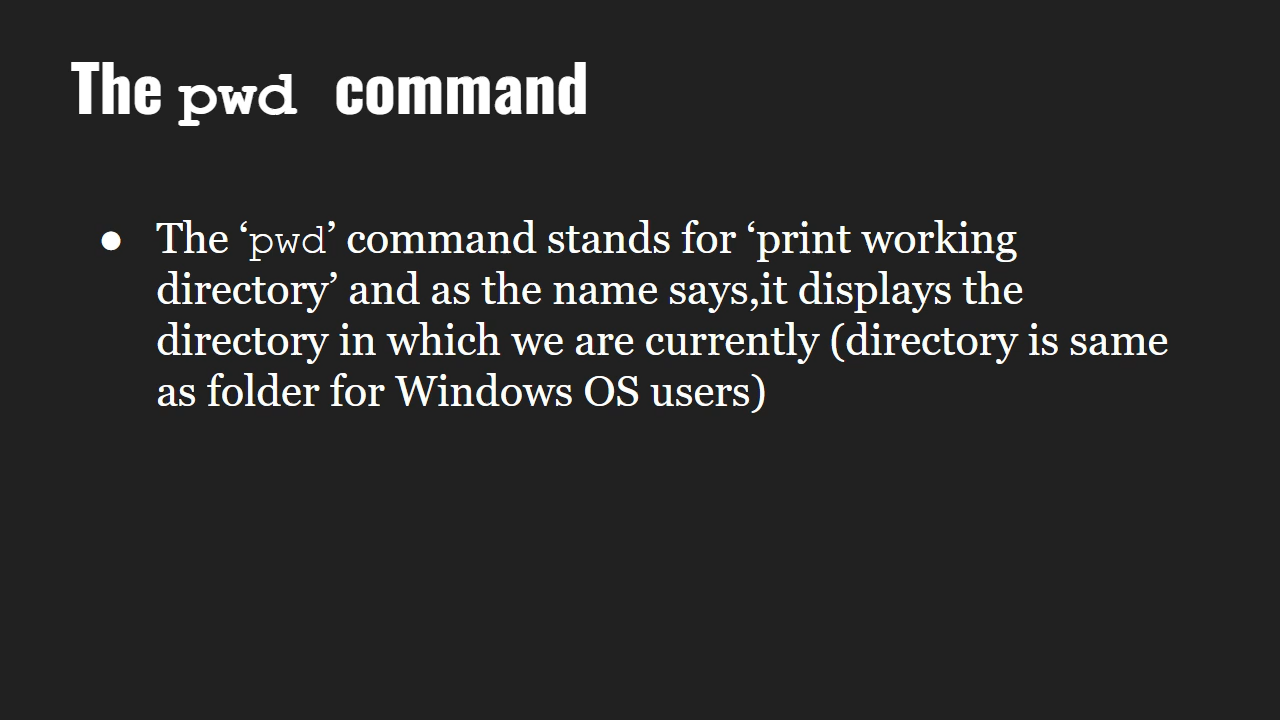 The pwd command
● The ‘pwd’ command stands for ‘print working
directory’ and as the name says,it displays the
directory in which we are currently (directory is same
as folder for Windows OS users)